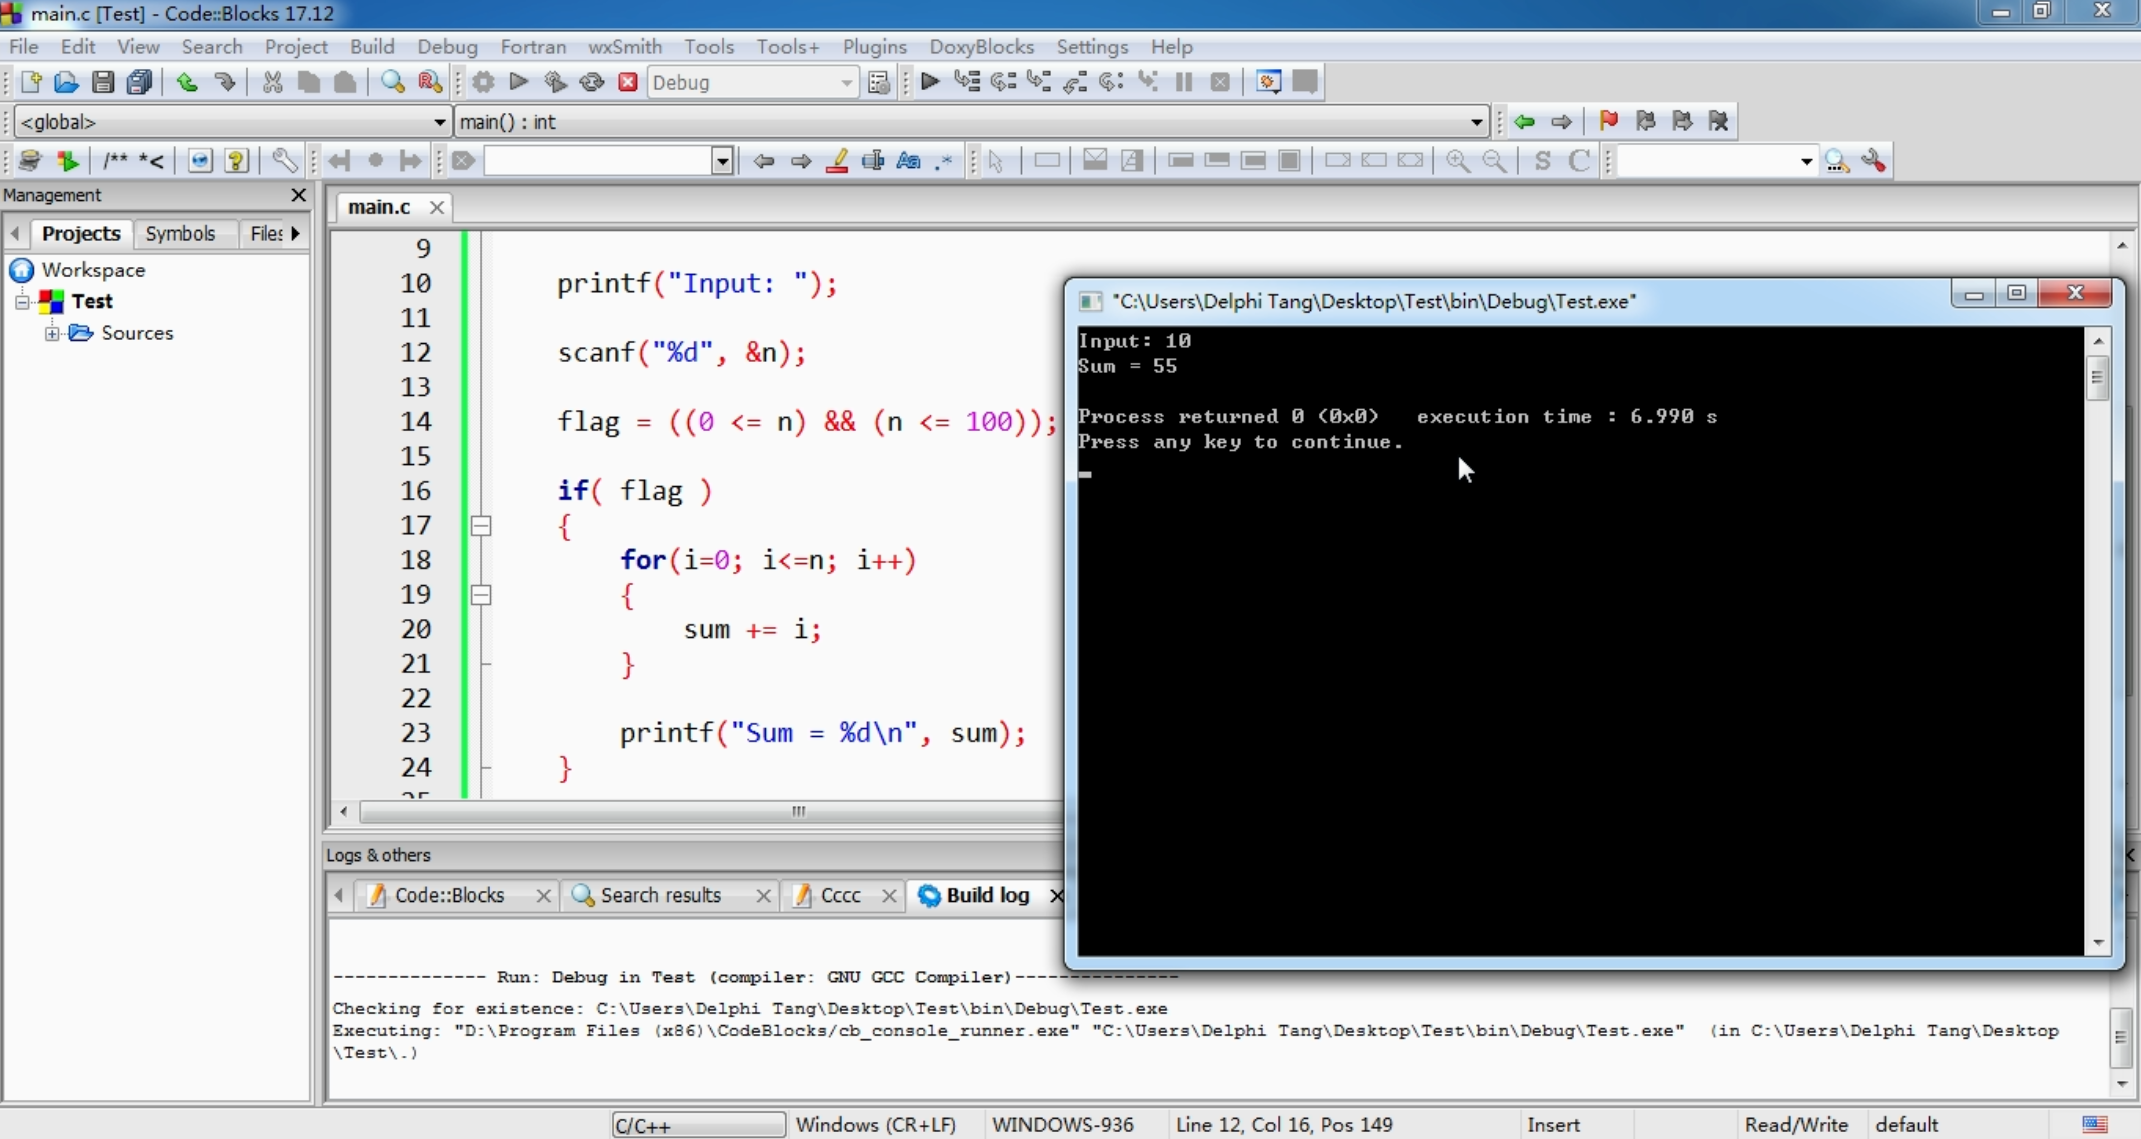 main.c [Test] - Code::Blocks 17.12
File Edit View Search Project Build Debug Fortran wxSmith Tools Tools+ Plugins DoxyBlocks Settings Help
Debug
<global> main() : int
/** *<
Aa .* S C
Management
Projects Symbols Files
Workspace
Test
Sources
main.c
9
10 printf("Input: ");
11
12 scanf("%d", &n);
13
14 flag = ((0 <= n) && (n <= 100));
15
16 if( flag )
17 {
18 for(i=0; i<=n; i++)
19 {
20 sum += i;
21 }
22
23 printf("Sum = %d\n", sum);
24 }
25
"C:\Users\Delphi Tang\Desktop\Test\bin\Debug\Test.exe"
Input: 10
Sum = 55
Process returned 0 (0x0) execution time : 6.990 s
Press any key to continue.
Logs & others
Code::Blocks Search results Cccc Build log
-------------- Run: Debug in Test (compiler: GNU GCC Compiler)---------------
Checking for existence: C:\Users\Delphi Tang\Desktop\Test\bin\Debug\Test.exe
Executing: "D:\Program Files (x86)\CodeBlocks/cb_console_runner.exe" "C:\Users\Delphi Tang\Desktop\Test\bin\Debug\Test.exe" (in C:\Users\Delphi Tang\Desktop
\Test\.)
C/C++ Windows (CR+LF) WINDOWS-936 Line 12, Col 16, Pos 149 Insert Read/Write default